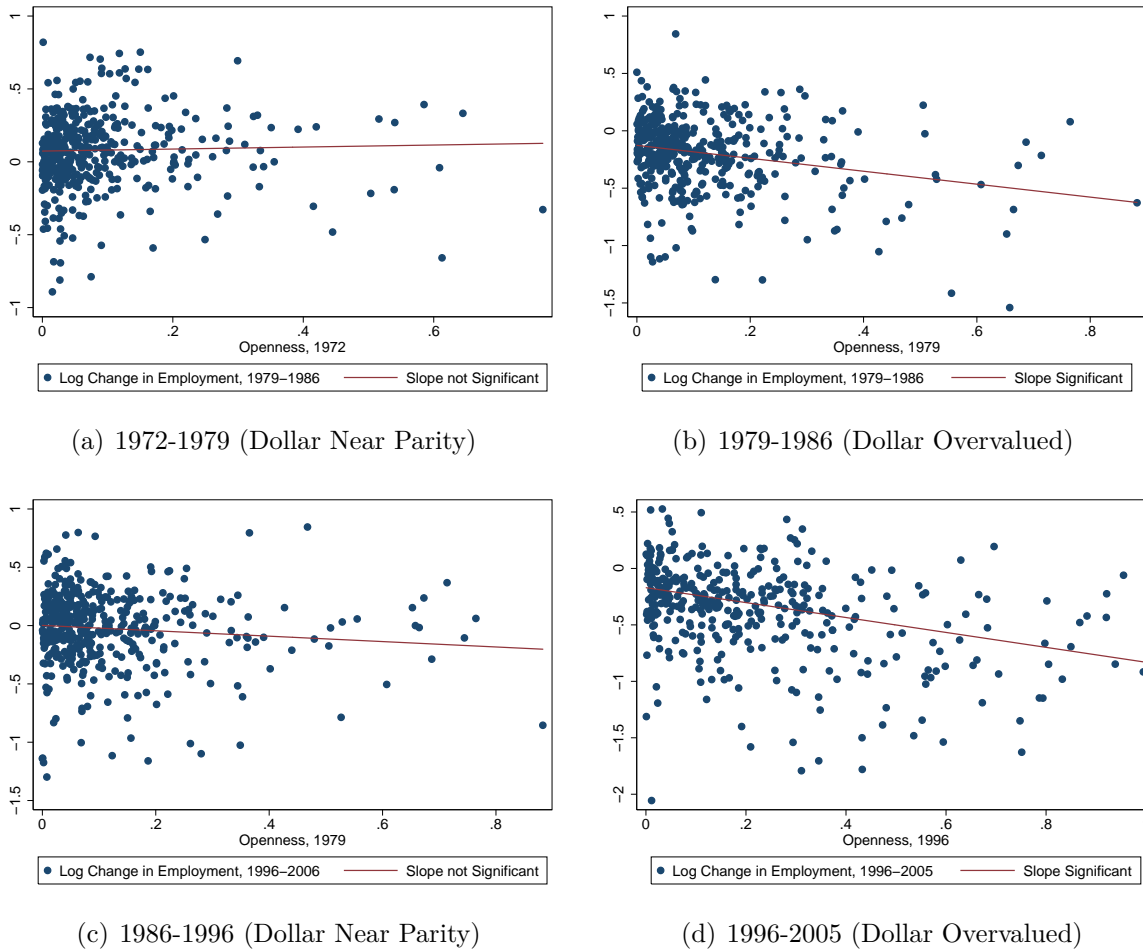 1
.5
0
−.5
−1
0 .2 .4 .6
Openness, 1972
Log Change in Employment, 1979−1986 Slope not Significant
(a) 1972-1979 (Dollar Near Parity)
.5
0
−.5
−1
−1.5
0 .2 .4 .6 .8
Openness, 1979
Log Change in Employment, 1979−1986 Slope Significant
(b) 1979-1986 (Dollar Overvalued)
1
.5
0
−.5
−1
−1.5
0 .2 .4 .6 .8
Openness, 1979
Log Change in Employment, 1996−2006 Slope not Significant
(c) 1986-1996 (Dollar Near Parity)
.5
0
−.5
−1
−1.5
−2
0 .2 .4 .6 .8
Openness, 1996
Log Change in Employment, 1996−2005 Slope Significant
(d) 1996-2005 (Dollar Overvalued)